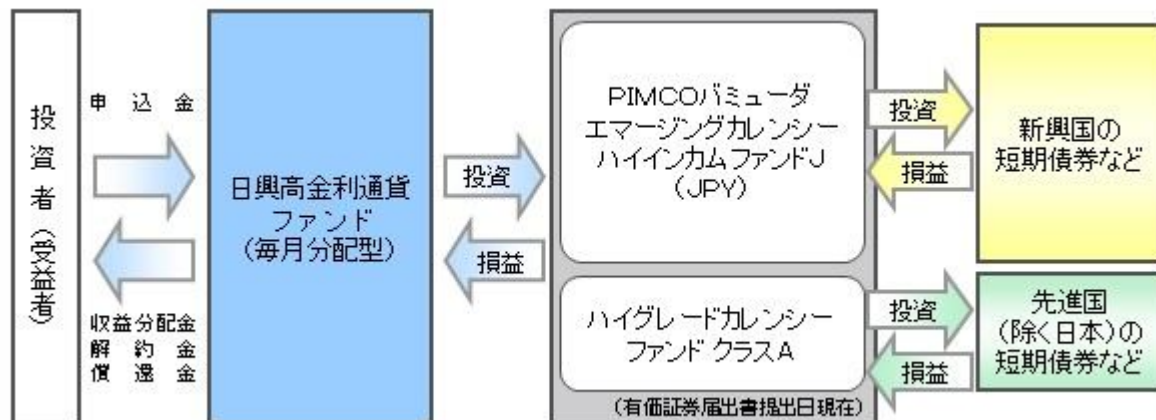 投資者(受益者)
申込金
収益分配金
解約金
償還金
日興高金利通貨
ファンド
(毎月分配型)
投資
損益
PIMCOバミューダ
エマージングカレンシー
ハイインカムファンドJ
(JPY)
ハイグレードカレンシー
ファンド クラスA
(有価証券届出書提出日現在)
投資
損益
新興国の
短期債券など
投資
損益
先進国
(除く日本)の
短期債券など